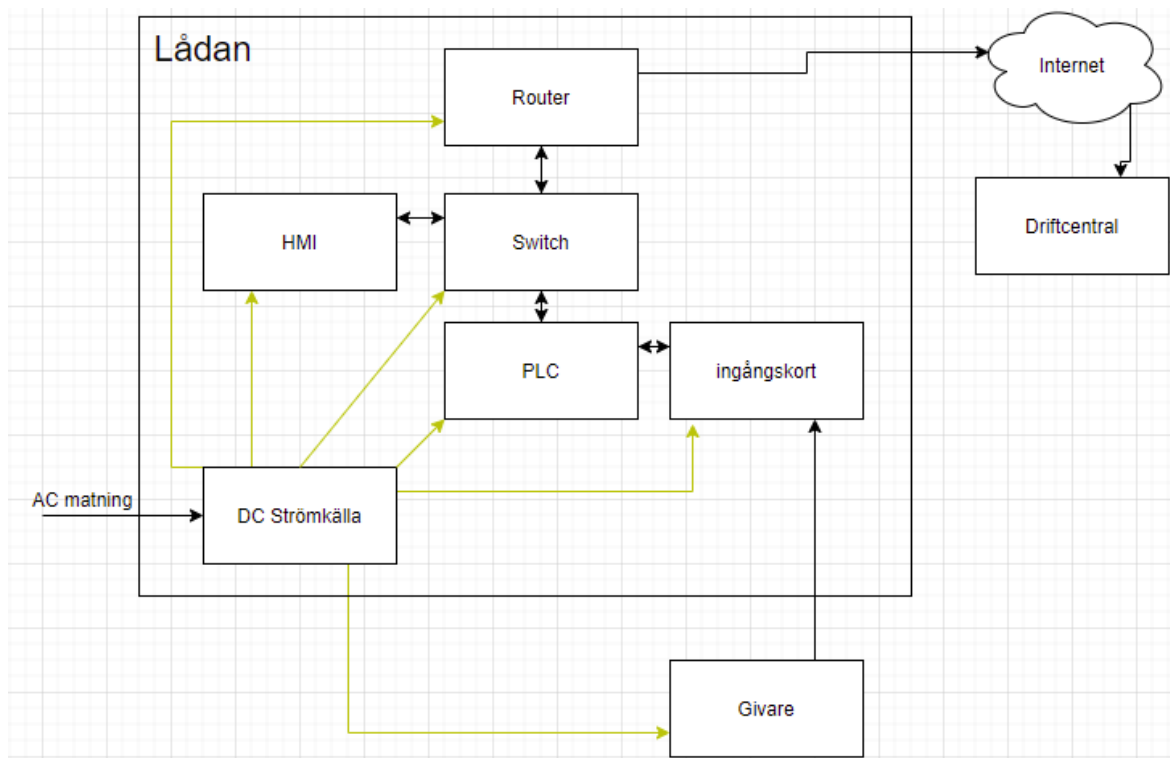 Lådan
Router
Internet
HMI
Switch
Driftcentral
PLC
ingångskort
AC matning
DC Strömkälla
Givare